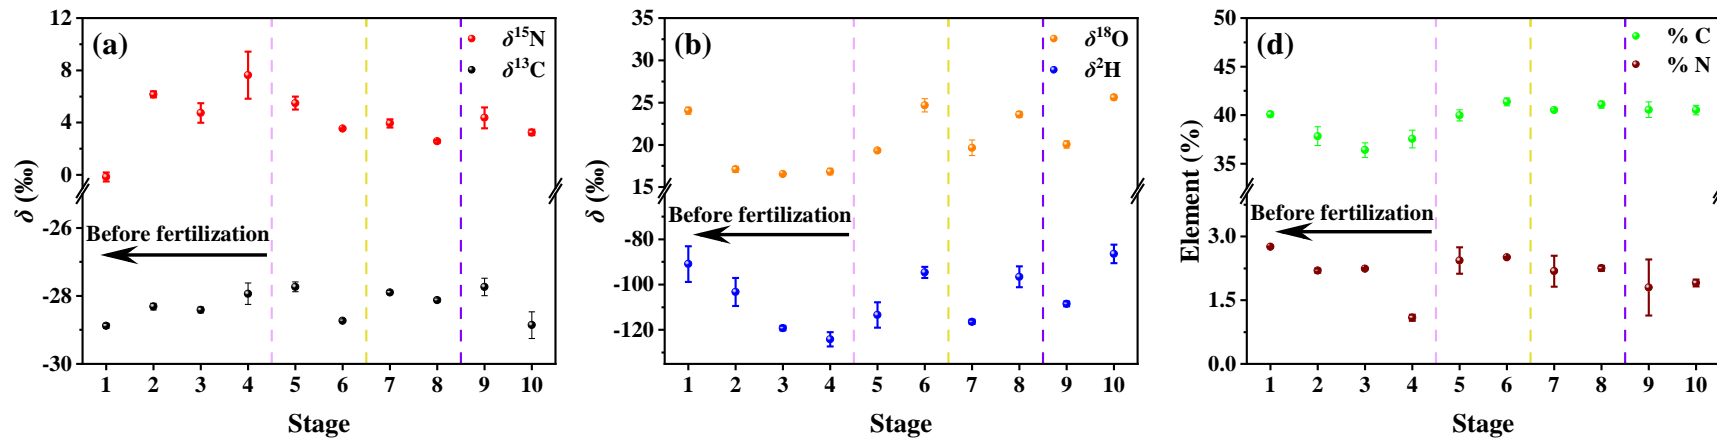 (a)
δ15N
δ13C
12
8
4
0
-26
-28
-30
δ (‰)
Before fertilization
1 2 3 4 5 6 7 8 9 10
Stage
(b)
δ18O
δ2H
35
30
25
20
15
-80
-100
-120
δ (‰)
Before fertilization
1 2 3 4 5 6 7 8 9 10
Stage
(d)
% C
% N
50
45
40
35
3.0
1.5
0.0
Element (%)
Before fertilization
1 2 3 4 5 6 7 8 9 10
Stage